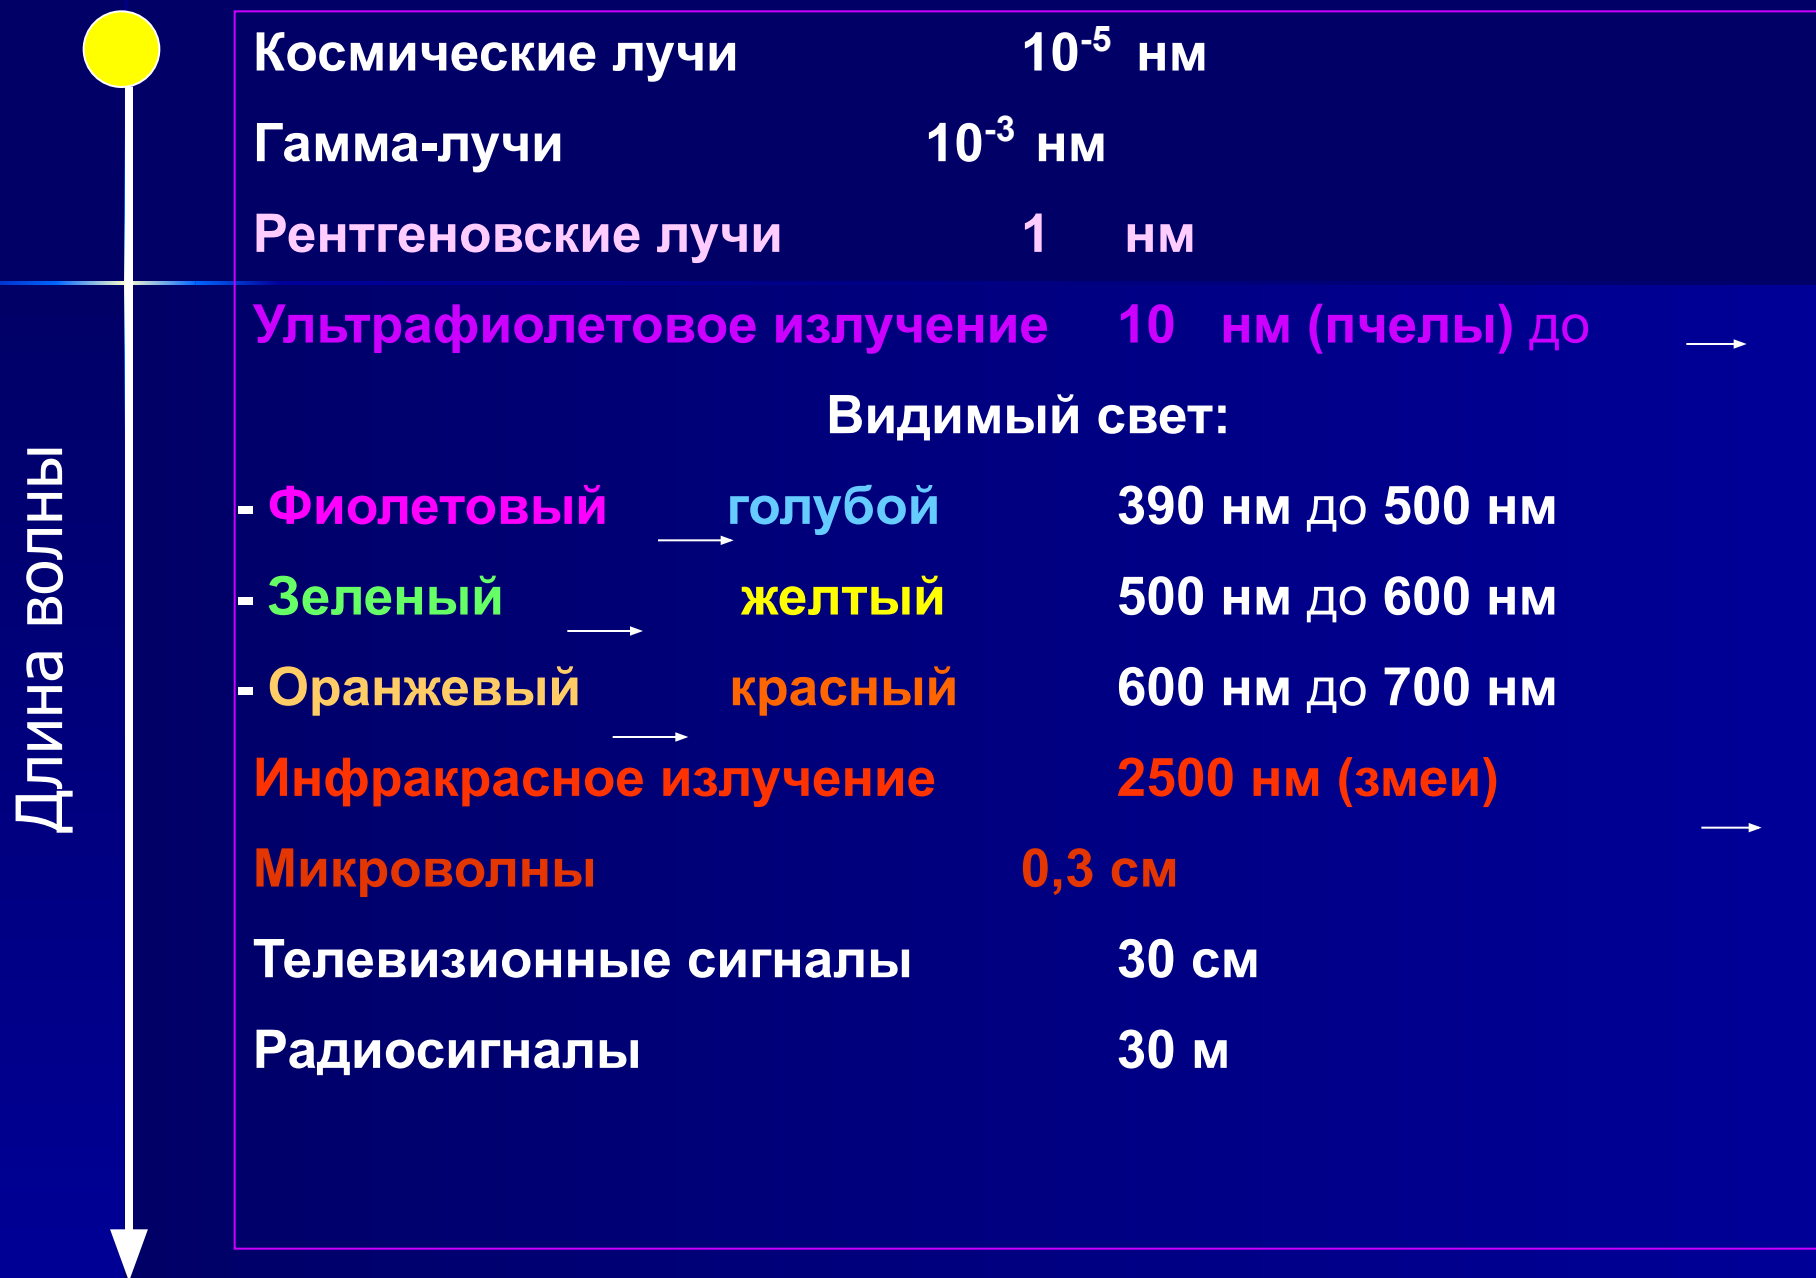 Длина волны
Космические лучи 10⁻⁵ нм
Гамма-лучи 10⁻³ нм
Рентгеновские лучи 1 нм
Ультрафиолетовое излучение 10 нм (пчелы) до
Видимый свет:
- Фиолетовый голубой 390 нм до 500 нм
- Зеленый желтый 500 нм до 600 нм
- Оранжевый красный 600 нм до 700 нм
Инфракрасное излучение 2500 нм (змеи)
Микроволны 0,3 см
Телевизионные сигналы 30 см
Радиосигналы 30 м